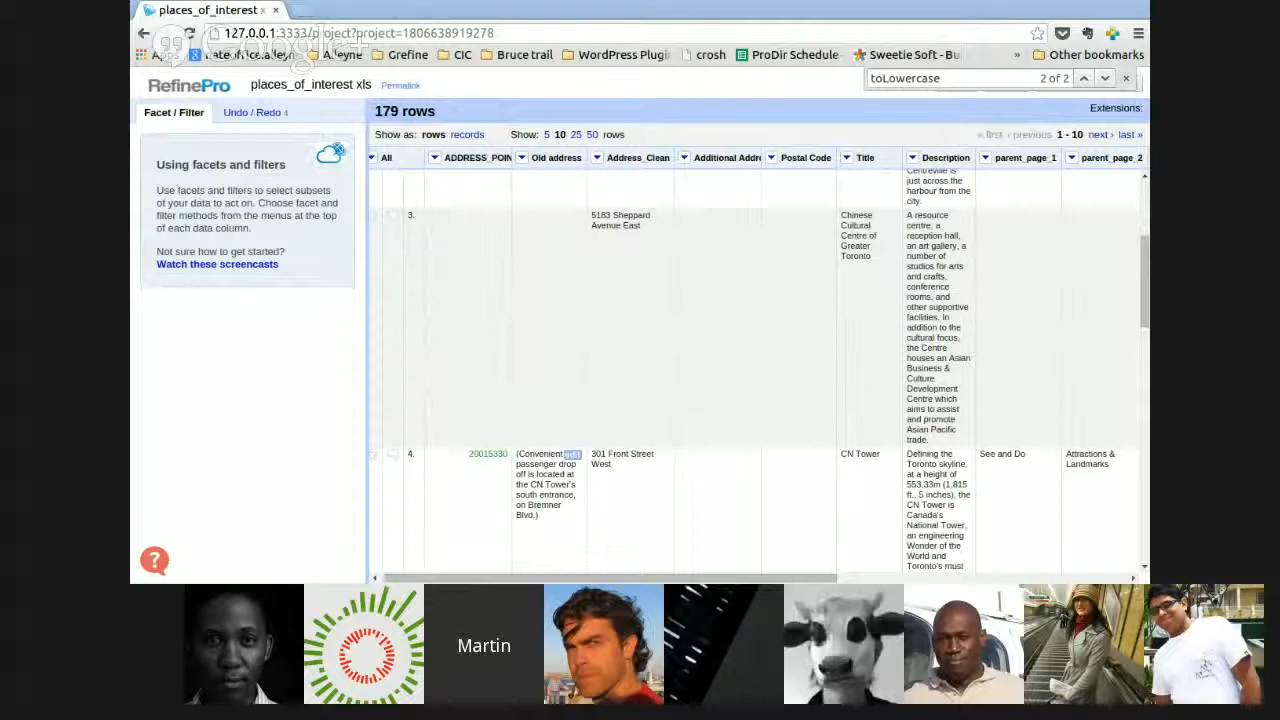 places_of_interest x
127.0.0.1:3333/project?project=1806638919278
Google+
Apps
Alleyne
Grefine
CIC
Bruce trail
WordPress Plugin
crosh
ProDir Schedule
Sweetie Soft - Bu
»
Other bookmarks
toLowercase
2 of 2
RefinePro
places_of_interest xls
Permalink
Facet / Filter
Undo / Redo 4
179 rows
Extensions:
Show as: rows records
Show: 5 10 25 50 rows
« first ‹ previous 1 - 10 next › last »
All
ADDRESS_POIN
Old address
Address_Clean
Additional Addre
Postal Code
Title
Description
parent_page_1
parent_page_2
Using facets and filters
Use facets and filters to select subsets
of your data to act on. Choose facet and
filter methods from the menus at the top
of each data column.
Not sure how to get started?
Watch these screencasts
Centreville is
just across the
harbour from the
city.
3.
5183 Sheppard
Avenue East
Chinese
Cultural
Centre of
Greater
Toronto
A resource
centre, a
reception hall,
an art gallery, a
number of
studios for arts
and crafts,
conference
rooms, and
other supportive
facilities. In
addition to the
cultural focus,
the Centre
houses an Asian
Business &
Culture
Development
Centre which
aims to assist
and promote
Asian Pacific
trade.
4.
20015330
(Convenient edit
passenger drop
off is located at
the CN Tower's
south entrance,
on Bremner
Blvd.)
301 Front Street
West
CN Tower
Defining the
Toronto skyline,
at a height of
553.33m (1,815
ft., 5 inches), the
CN Tower is
Canada's
National Tower,
an engineering
Wonder of the
World and
Toronto's must
See and Do
Attractions &
Landmarks
?
Martin